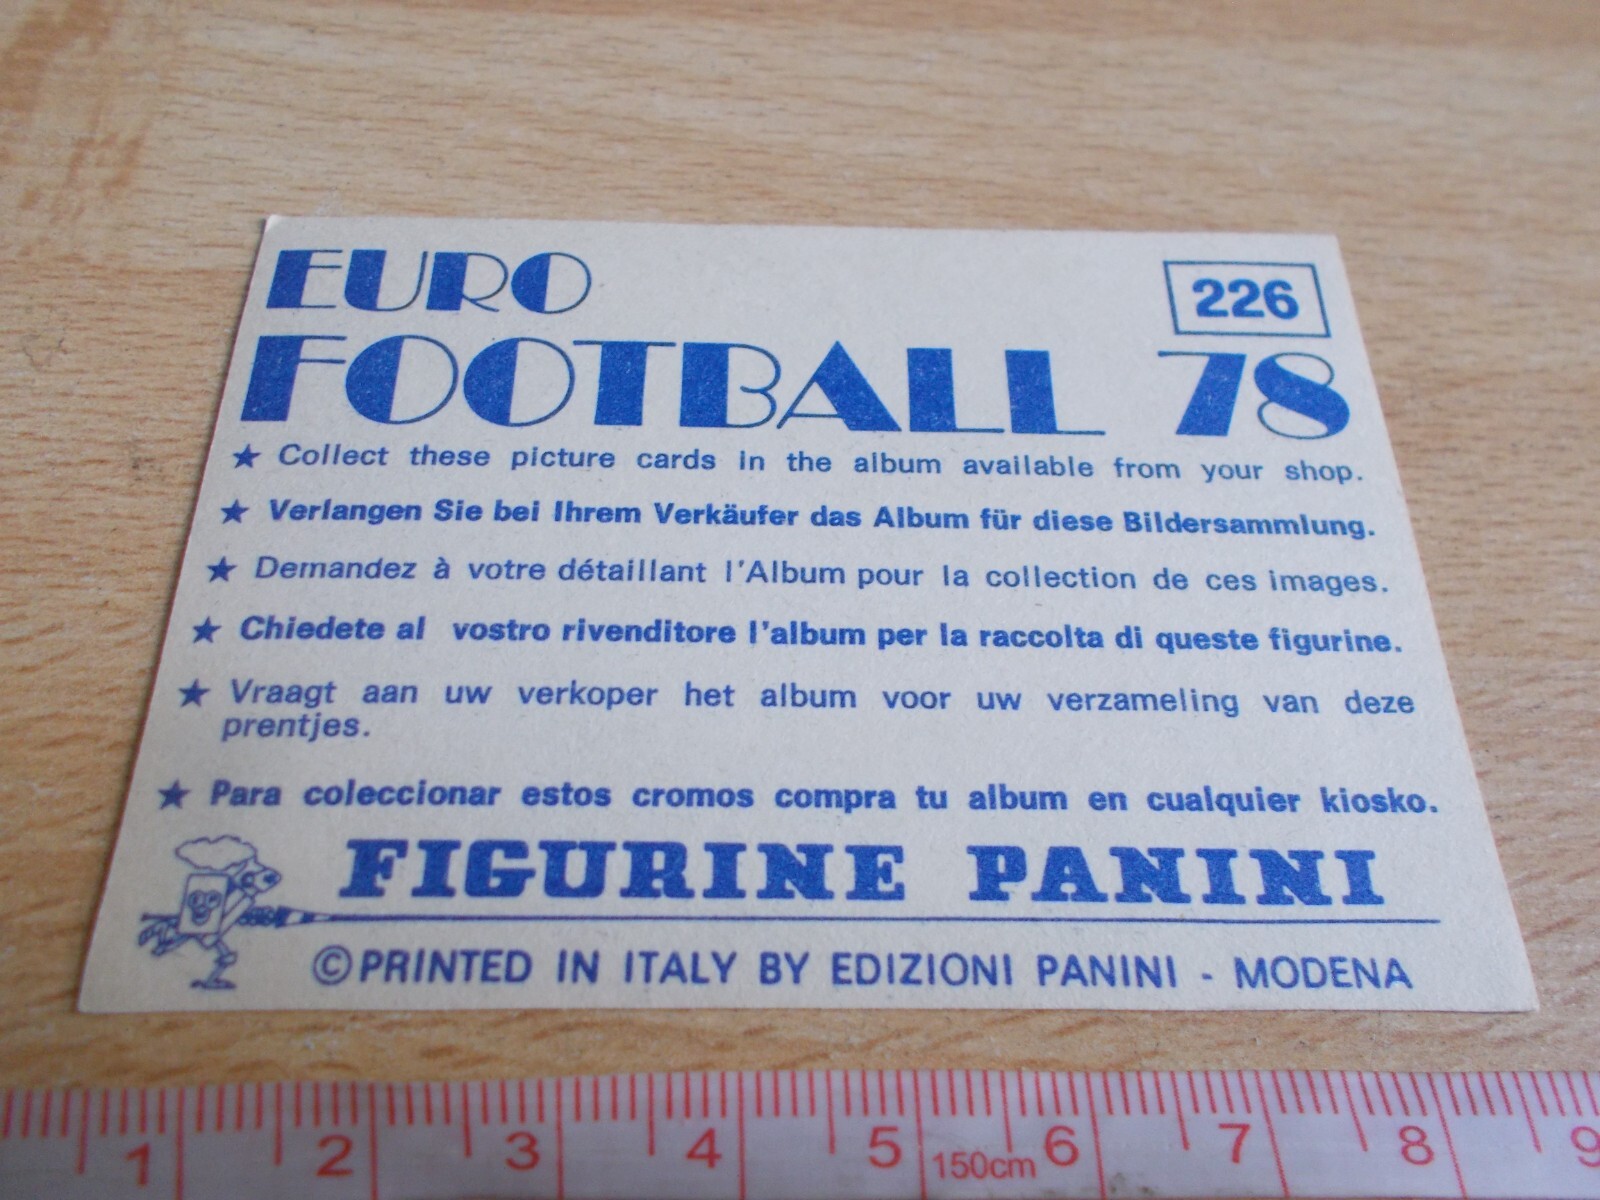 EURO
226
FOOTBALL 78
★ Collect these picture cards in the album available from your shop.
★ Verlangen Sie bei Ihrem Verkäufer das Album für diese Bildersammlung.
★ Demandez à votre détaillant l'Album pour la collection de ces images.
★ Chiedete al vostro rivenditore l'album per la raccolta di queste figurine.
★ Vraagt aan uw verkoper het album voor uw verzameling van deze
prentjes.
★ Para coleccionar estos cromos compra tu album en cualquier kiosko.
FIGURINE PANINI
©PRINTED IN ITALY BY EDIZIONI PANINI - MODENA
1 2 3 4 5 150cm 6 7 8 9